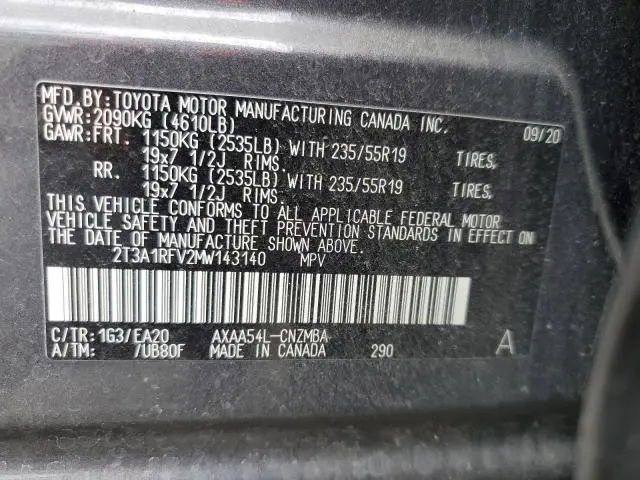 MFD.BY:TOYOTA MOTOR MANUFACTURING CANADA INC. 09/20
GVWR:2090KG (4610LB)
GAWR:FRT. 1150KG (2535LB) WITH 235/55R19 TIRES,
19x7 1/2J RIMS.
RR. 1150KG (2535LB) WITH 235/55R19 TIRES,
19x7 1/2J RIMS.
THIS VEHICLE CONFORMS TO ALL APPLICABLE FEDERAL MOTOR
VEHICLE SAFETY AND THEFT PREVENTION STANDARDS IN EFFECT ON
THE DATE OF MANUFACTURE SHOWN ABOVE.
2T3A1RFV2MW143140 MPV
C/TR:1G3/EA20 AXAA54L-CNZMBA
A/TM: /UB80F MADE IN CANADA 290 A